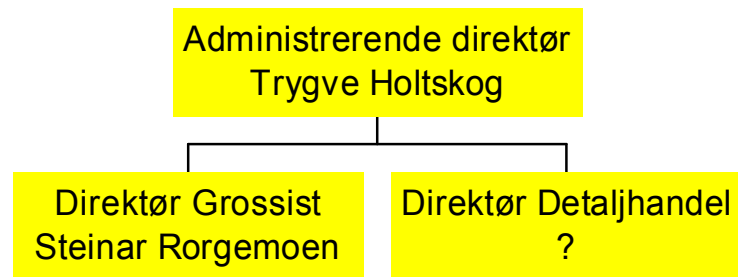 Administrerende direktør
Trygve Holtskog
Direktør Grossist
Steinar Rorgemoen
Direktør Detaljhandel
?